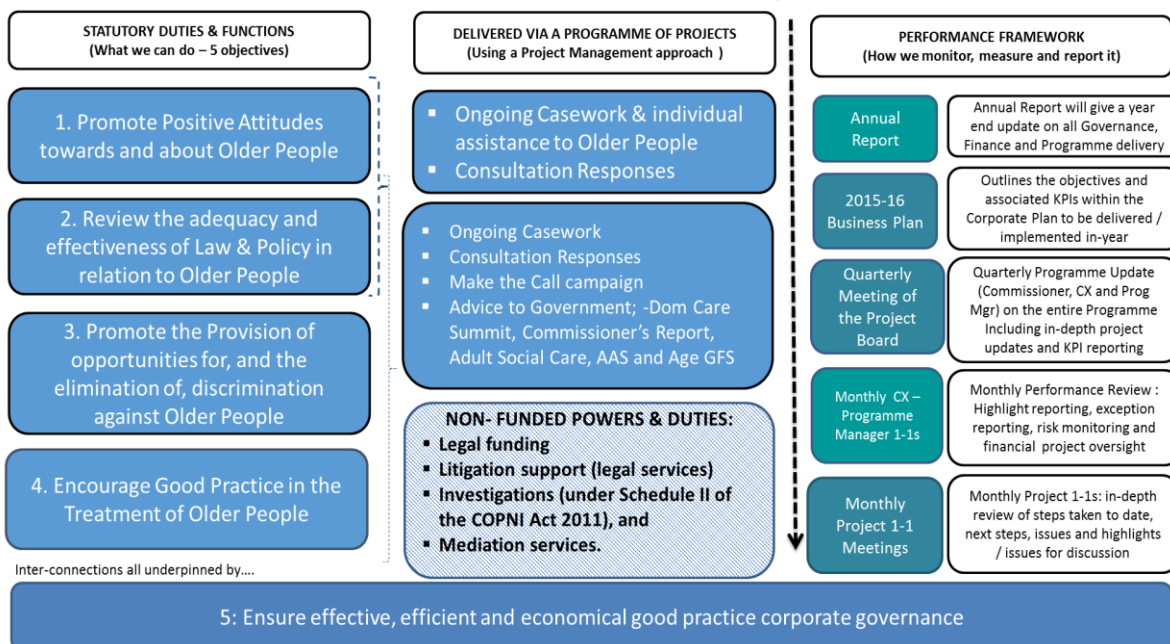 STATUTORY DUTIES & FUNCTIONS
(What we can do – 5 objectives)
1. Promote Positive Attitudes
towards and about Older People
2. Review the adequacy and
effectiveness of Law & Policy in
relation to Older People
3. Promote the Provision of
opportunities for, and the
elimination of, discrimination
against Older People
4. Encourage Good Practice in the
Treatment of Older People
DELIVERED VIA A PROGRAMME OF PROJECTS
(Using a Project Management approach )
▪ Ongoing Casework & individual
assistance to Older People
▪ Consultation Responses
▪ Ongoing Casework
▪ Consultation Responses
▪ Make the Call campaign
▪ Advice to Government; -Dom Care
Summit, Commissioner's Report,
Adult Social Care, AAS and Age GFS
NON- FUNDED POWERS & DUTIES:
▪ Legal funding
▪ Litigation support (legal services)
▪ Investigations (under Schedule II of
the COPNI Act 2011), and
▪ Mediation services.
PERFORMANCE FRAMEWORK
(How we monitor, measure and report it)
Annual
Report
Annual Report will give a year
end update on all Governance,
Finance and Programme delivery
2015-16
Business Plan
Outlines the objectives and
associated KPIs within the
Corporate Plan to be delivered /
implemented in-year
Quarterly
Meeting of
the Project
Board
Quarterly Programme Update
(Commissioner, CX and Prog
Mgr) on the entire Programme
Including in-depth project
updates and KPI reporting
Monthly CX –
Programme
Manager 1-1s
Monthly Performance Review :
Highlight reporting, exception
reporting, risk monitoring and
financial project oversight
Monthly
Project 1-1
Meetings
Monthly Project 1-1s: in-depth
review of steps taken to date,
next steps, issues and highlights
/ issues for discussion
Inter-connections all underpinned by....
5: Ensure effective, efficient and economical good practice corporate governance